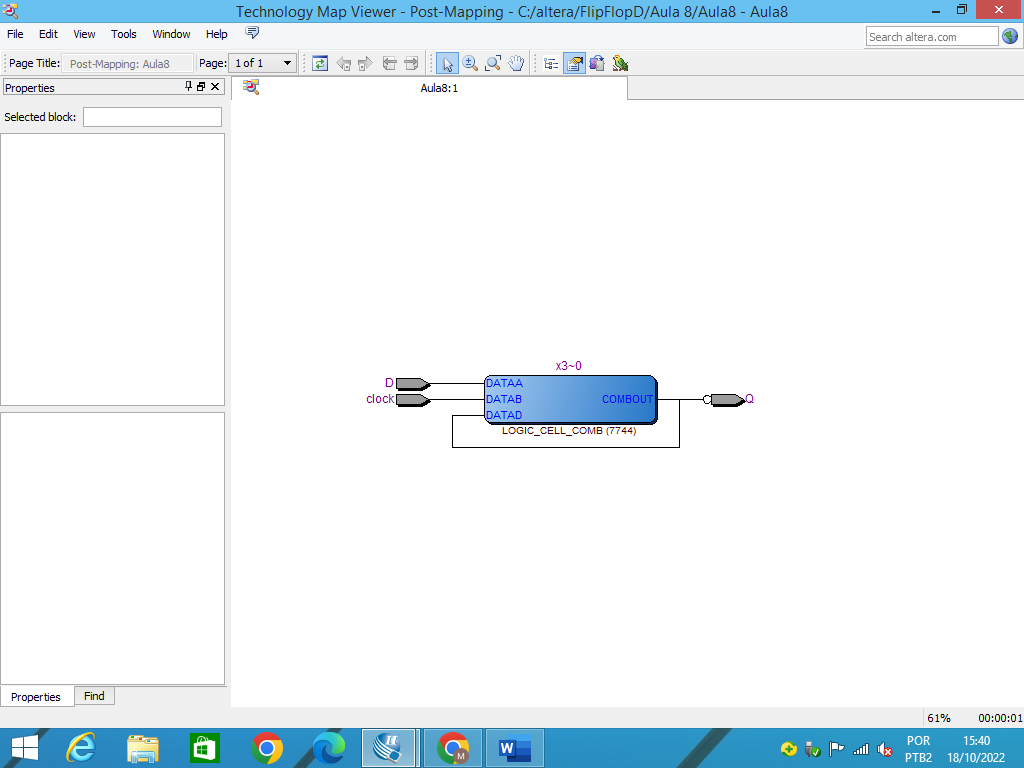 Technology Map Viewer - Post-Mapping - C:/altera/FlipFlopD/Aula 8/Aula8 - Aula8
File Edit View Tools Window Help
Search altera.com
Page Title: Post-Mapping: Aula8 Page: 1 of 1
Properties
Aula8:1
Selected block:
x3~0
D
DATAA
clock
DATAB
COMBOUT
Q
DATAD
LOGIC_CELL_COMB (7744)
Properties Find
61% 00:00:01
M
W
POR
PTB2
15:40
18/10/2022